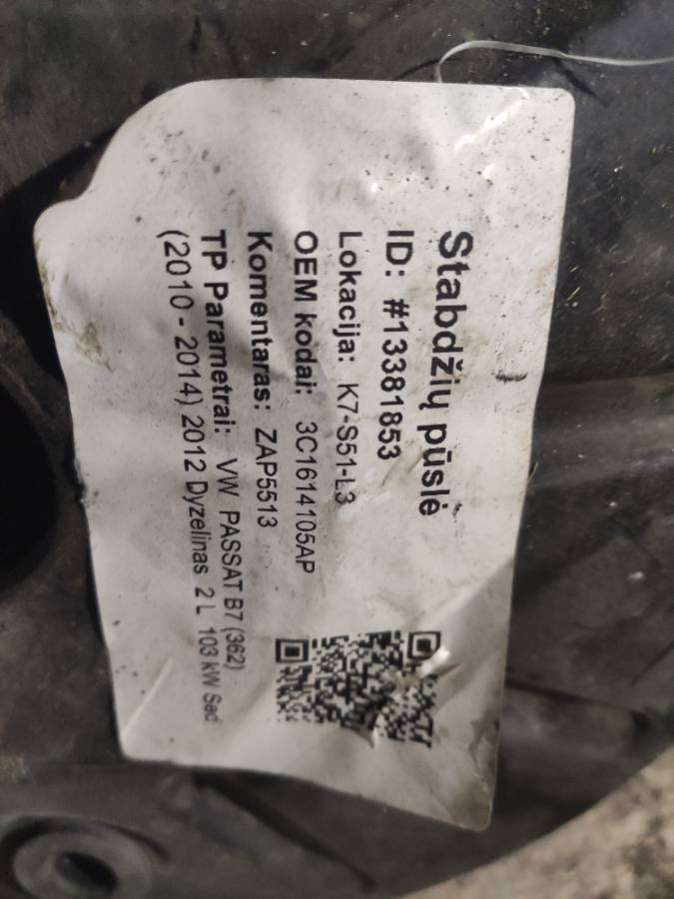 Stabdžių pūslė
ID: #13381853
Lokacija: K7-S51-L3
OEM kodai: 3C1614105AP
Komentaras: ZAP5513
TP Parametrai: VW PASSAT B7 (362)
(2010 - 2014) 2012 Dyzelinas 2 L 103 kW Sed